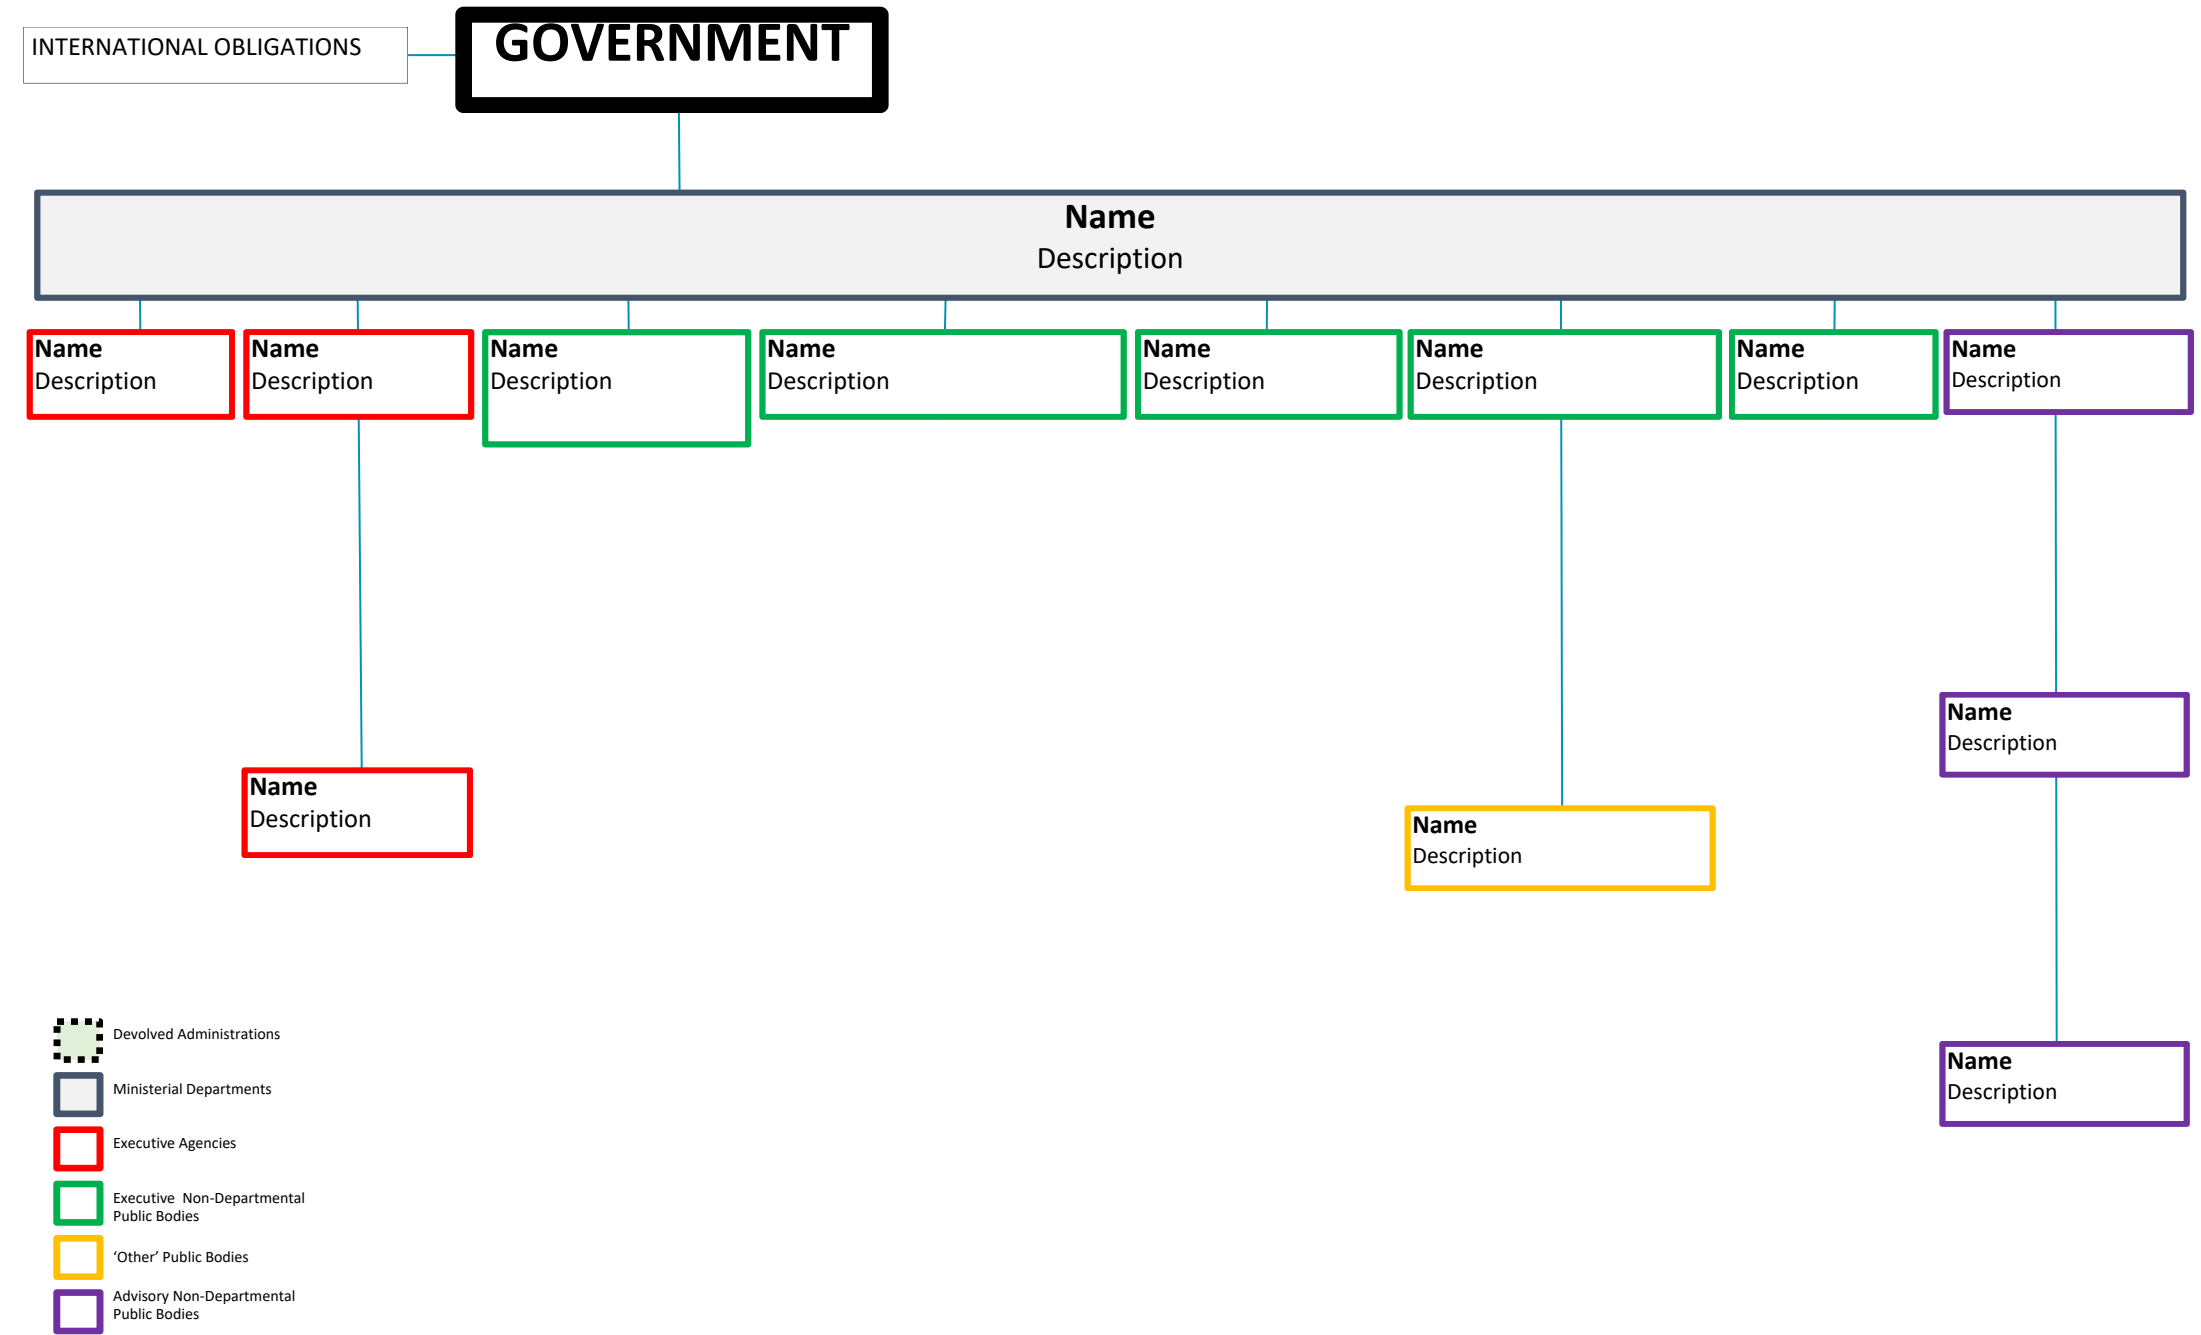 INTERNATIONAL OBLIGATIONS
GOVERNMENT
Name
Description
Name
Description
Name
Description
Name
Description
Name
Description
Name
Description
Name
Description
Name
Description
Name
Description
Name
Description
Name
Description
Name
Description
Name
Description
Devolved Administrations
Ministerial Departments
Executive Agencies
Executive  Non-Departmental
Public Bodies
‘Other’ Public Bodies
Advisory Non-Departmental
Public Bodies